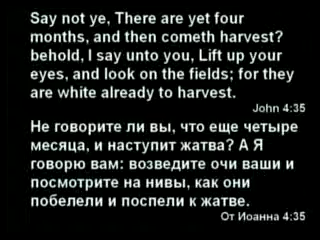 Say not ye, There are yet four
months, and then cometh harvest?
behold, I say unto you, Lift up your
eyes, and look on the fields; for they
are white already to harvest.
John 4:35
Не говорите ли вы, что еще четыре
месяца, и наступит жатва? А Я
говорю вам: возведите очи ваши и
посмотрите на нивы, как они
побелели и поспели к жатве.
От Иоанна 4:35